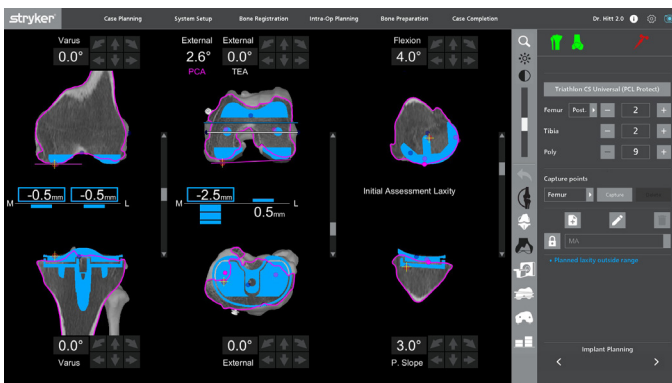 stryker
Case Planning
System Setup
Bone Registration
Intra-Op Planning
Bone Preparation
Case Completion
Dr. Hitt 2.0
Varus
0.0°
External
2.6°
PCA
External
0.0°
TEA
Flexion
4.0°
Triathlon CS Universal (PCL Protect)
Femur Post. 2
Tibia 2
Poly 9
Capture points
Femur Capture
MA
• Planned laxity outside range
M -0.5mm -0.5mm L
M -2.5mm 0.5mm L
Initial Assessment Laxity
0.0°
Varus
0.0°
External
3.0°
P. Slope
Implant Planning